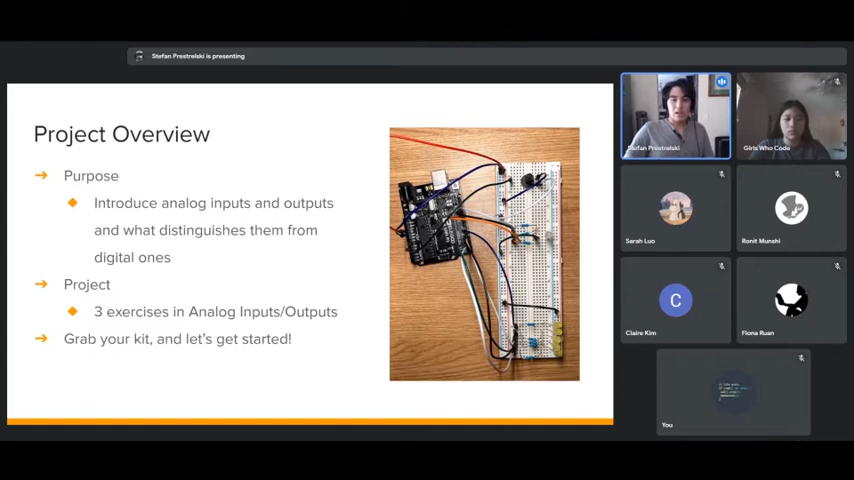 Stefan Prestrelski is presenting
Project Overview
➔ Purpose
◆ Introduce analog inputs and outputs
and what distinguishes them from
digital ones
➔ Project
◆ 3 exercises in Analog Inputs/Outputs
➔ Grab your kit, and let's get started!
Stefan Prestrelski
Girls Who Code
Sarah Luo
Ronit Munshi
C
Claire Kim
Fiona Ruan
You